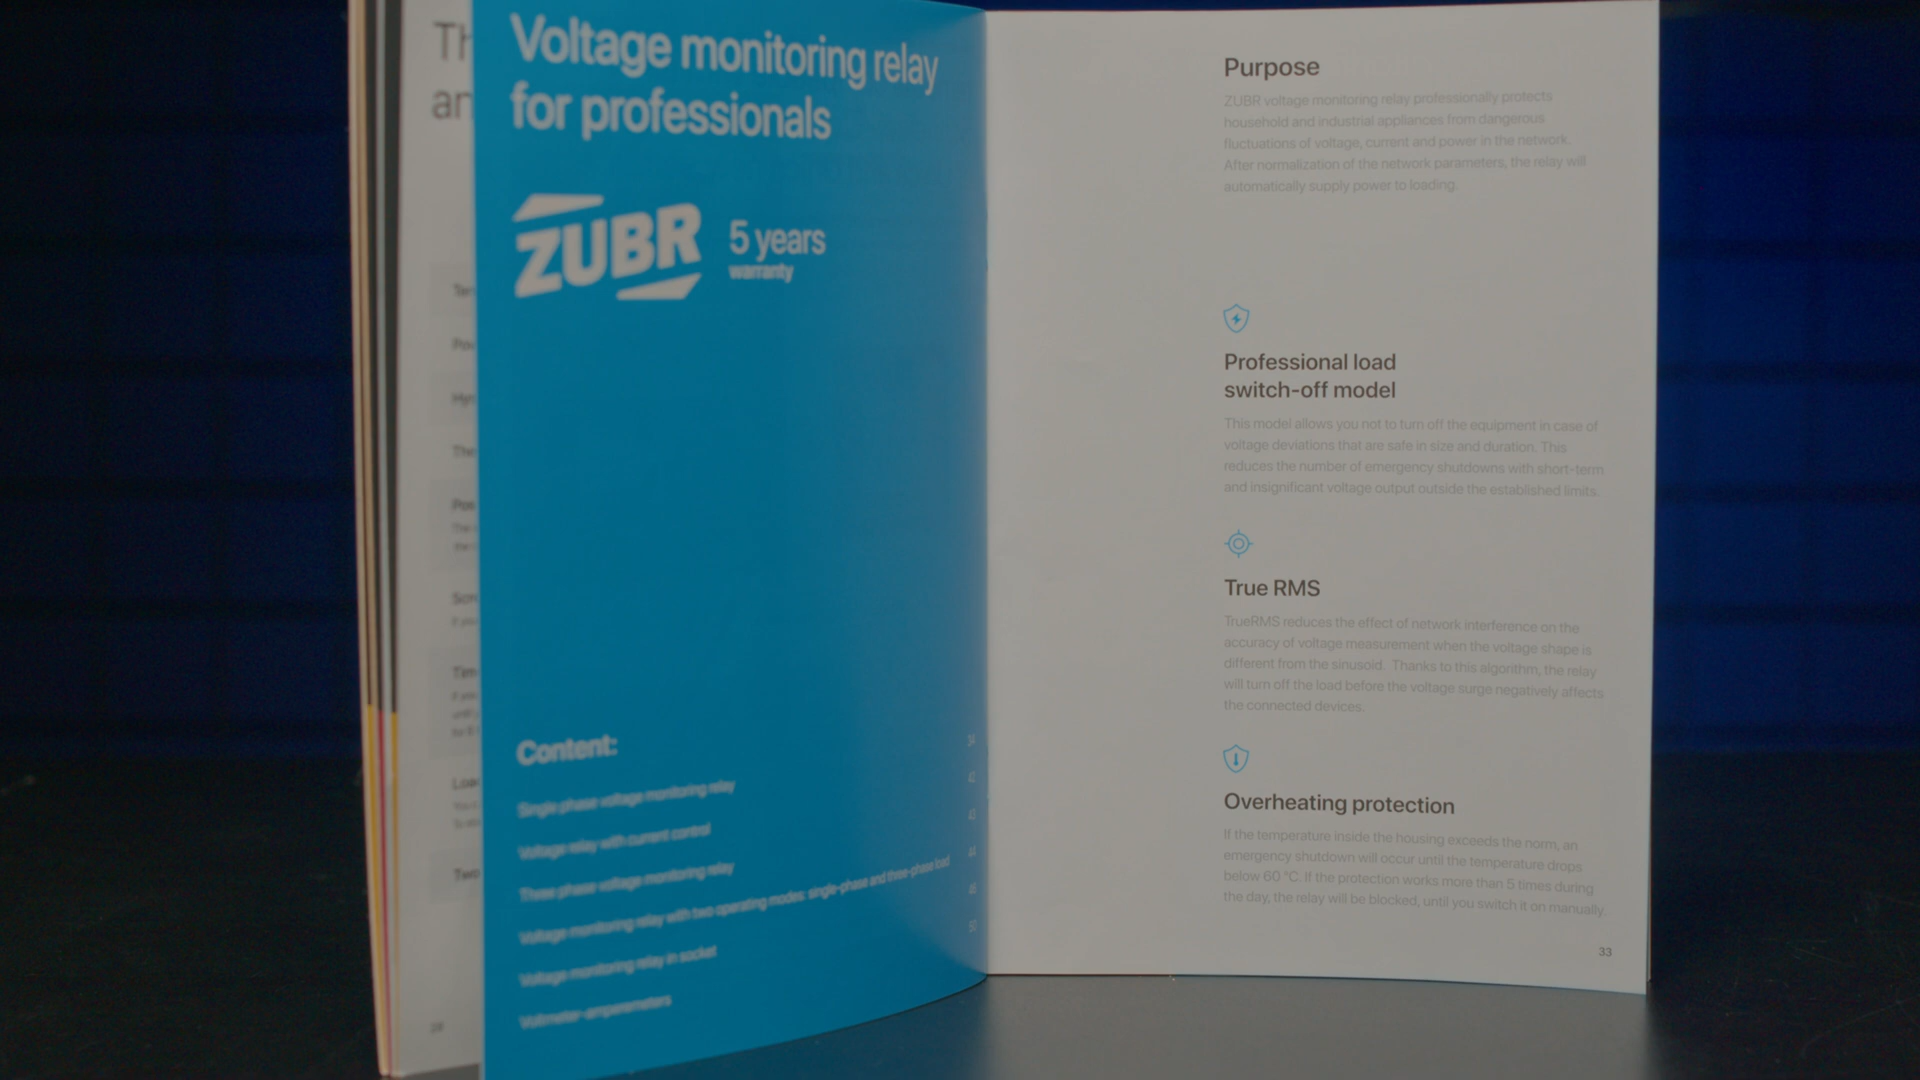 Th
an
Voltage monitoring relay
for professionals
ZUBR
5 years
warranty
Content:
Single phase voltage monitoring relay 34
Voltage relay with current control 42
Three phase voltage monitoring relay 43
Voltage monitoring relay with two operating modes: single-phase and three-phase load 44
Voltage monitoring relay in socket
Voltmeter-amperemeters 50
Pos
The
Two
Purpose
ZUBR voltage monitoring relay professionally protects
household and industrial appliances from dangerous
fluctuations of voltage, current and power in the network.
After normalization of the network parameters, the relay will
automatically supply power to loading.
Professional load
switch-off model
This model allows you not to turn off the equipment in case of
voltage deviations that are safe in size and duration. This
reduces the number of emergency shutdowns with short-term
and insignificant voltage output outside the established limits.
True RMS
TrueRMS reduces the effect of network interference on the
accuracy of voltage measurement when the voltage shape is
different from the sinusoid. Thanks to this algorithm, the relay
will turn off the load before the voltage surge negatively affects
the connected devices.
Overheating protection
If the temperature inside the housing exceeds the norm, an
emergency shutdown will occur until the temperature drops
below 60 °C. If the protection works more than 5 times during
the day, the relay will be blocked, until you switch it on manually.
33